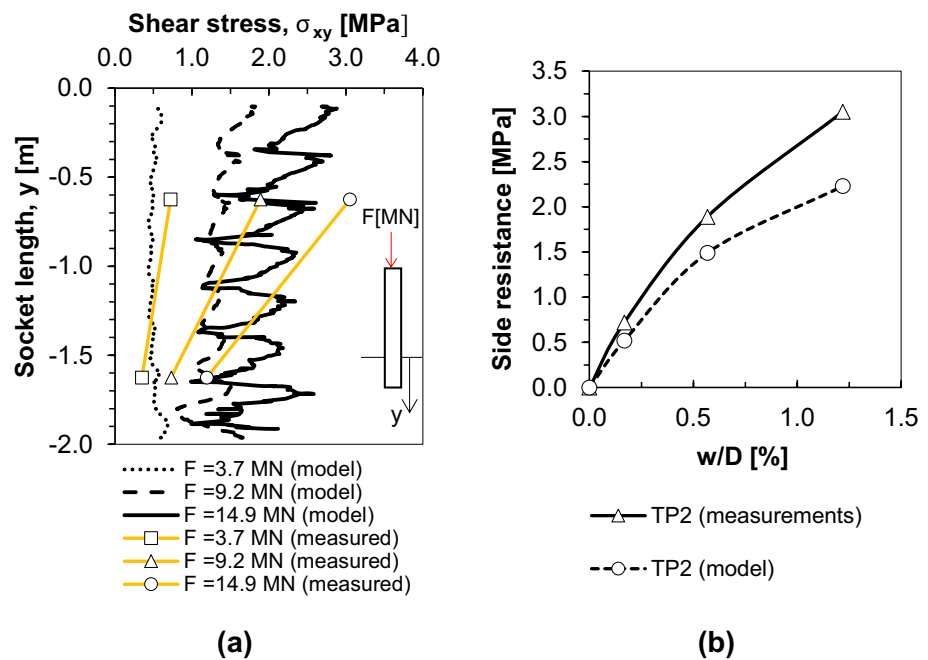 Shear stress, σxy [MPa]
0.0 1.0 2.0 3.0 4.0
Socket length, y [m]
0.0
-0.5
-1.0
-1.5
-2.0
F[MN]
y
F =3.7 MN (model)
F =9.2 MN (model)
F =14.9 MN (model)
F =3.7 MN (measured)
F =9.2 MN (measured)
F =14.9 MN (measured)
(a)
Side resistance [MPa]
3.5
3.0
2.5
2.0
1.5
1.0
0.5
0.0
0.0 0.5 1.0 1.5
w/D [%]
TP2 (measurements)
TP2 (model)
(b)